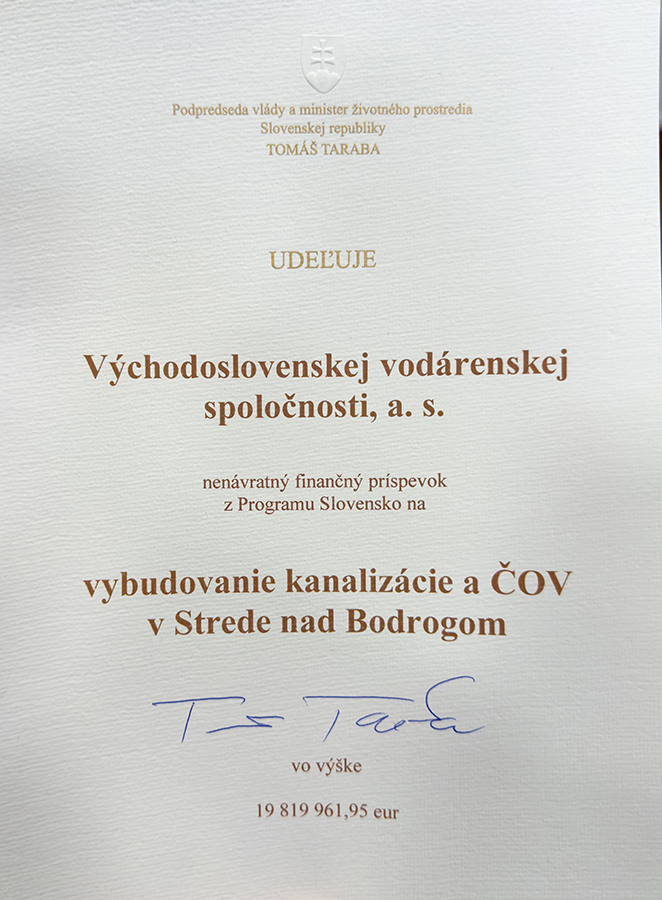 Podpredseda vlády a minister životného prostredia
Slovenskej republiky
TOMÁŠ TARABA
UDEĽUJE
Východoslovenskej vodárenskej
spoločnosti, a. s.
nenávratný finančný príspevok
z Programu Slovensko na
vybudovanie kanalizácie a ČOV
v Strede nad Bodrogom
T Taraba
vo výške
19 819 961,95 eur